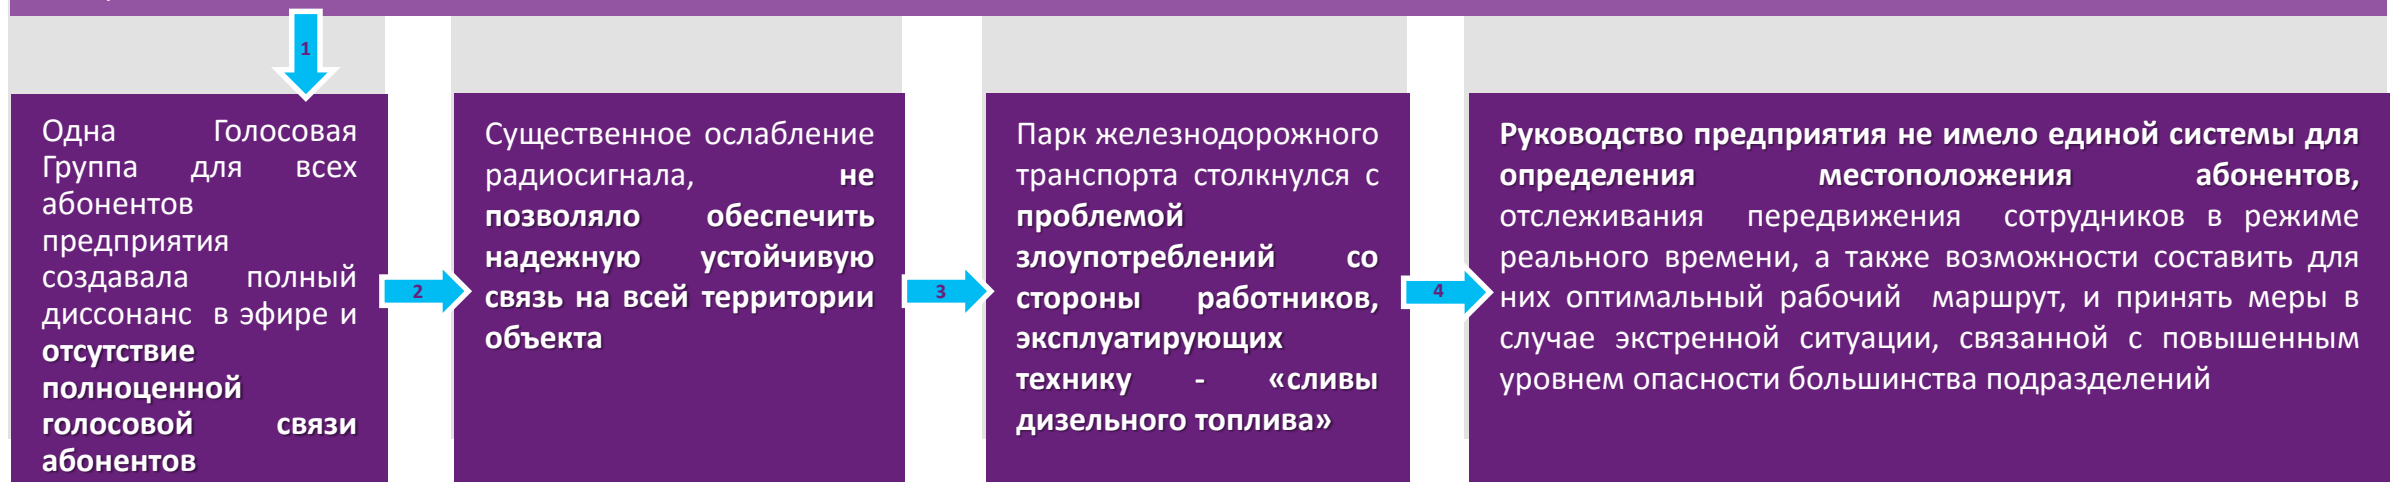 1
Одна Голосовая
Группа для всех
абонентов
предприятия
создавала полный
диссонанс в эфире и
отсутствие
полноценной
голосовой связи
абонентов
2
Существенное ослабление
радиосигнала, не
позволяло обеспечить
надежную устойчивую
связь на всей территории
объекта
3
Парк железнодорожного
транспорта столкнулся с
проблемой
злоупотреблений со
стороны работников,
эксплуатирующих
технику - «сливы
дизельного топлива»
4
Руководство предприятия не имело единой системы для
определения местоположения абонентов,
отслеживания передвижения сотрудников в режиме
реального времени, а также возможности составить для
них оптимальный рабочий маршрут, и принять меры в
случае экстренной ситуации, связанной с повышенным
уровнем опасности большинства подразделений